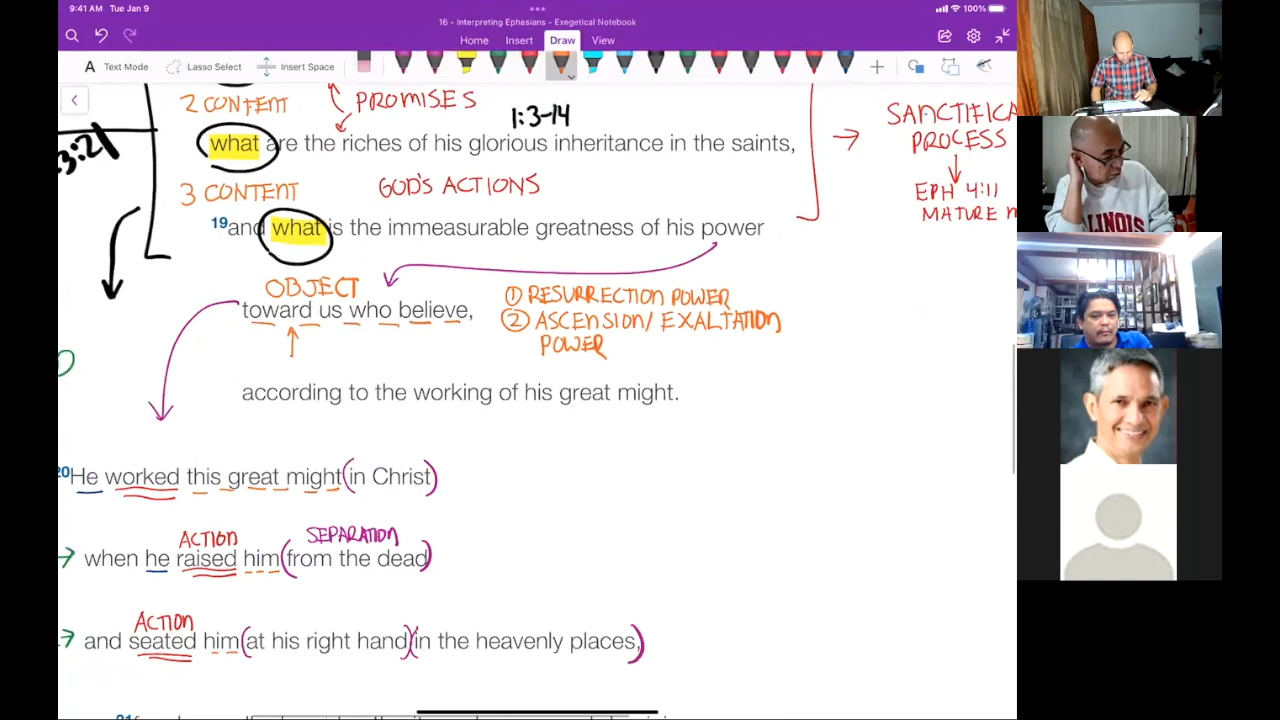 9:41 AM Tue Jan 9
100%
16 - Interpreting Ephesians - Exegetical Notebook
Home Insert Draw View
A Text Mode Lasso Select Insert Space
2 CONTENT PROMISES
1:3-14
SANCTIFICA
PROCESS
what are the riches of his glorious inheritance in the saints,
3:21
3 CONTENT GOD'S ACTIONS
EPH 4:11
MATURE M
19and what is the immeasurable greatness of his power
OBJECT
① RESURRECTION POWER
toward us who believe,
② ASCENSION/ EXALTATION
POWER
according to the working of his great might.
20He worked this great might (in Christ)
ACTION SEPARATION
when he raised him (from the dead)
ACTION
and seated him (at his right hand)(in the heavenly places,)
ILLINOIS